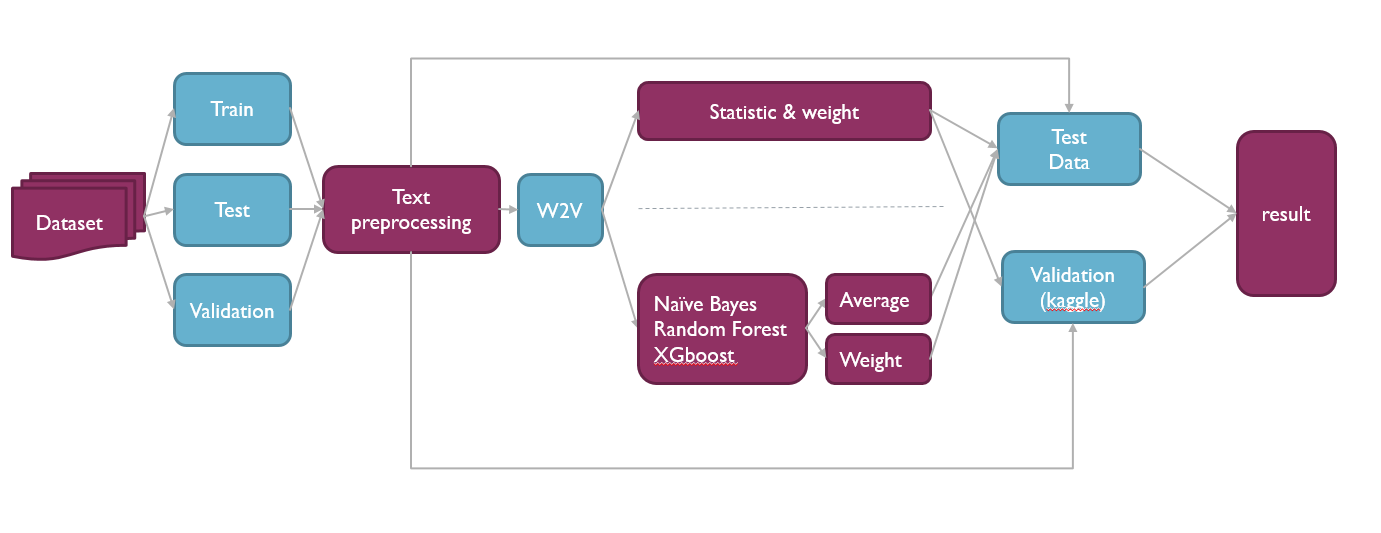 Dataset
Train
Test
Validation
Text
preprocessing
W2V
Statistic & weight
Naïve Bayes
Random Forest
XGboost
Average
Weight
Test
Data
Validation
(kaggle)
result